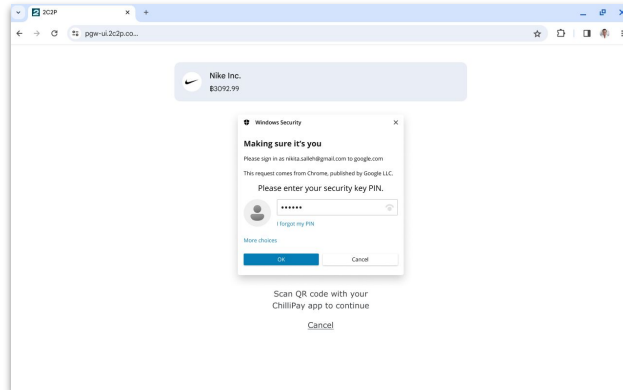 2C2P
pgw-ui.2c2p.co...
Nike Inc.
฿3092.99
Windows Security
Making sure it's you
Please sign in as nikita.salleh@gmail.com to google.com
This request comes from Chrome, published by Google LLC.
Please enter your security key PIN.
••••••
I forgot my PIN
More choices
OK Cancel
Scan QR code with your
ChilliPay app to continue
Cancel